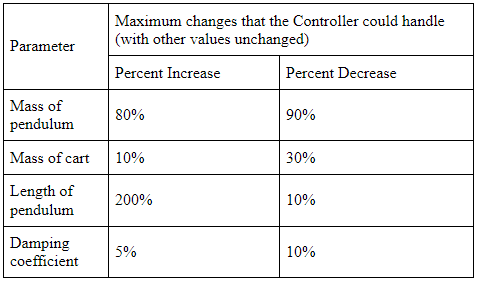 Parameter
Maximum changes that the Controller could handle
(with other values unchanged)
Percent Increase
Percent Decrease
Mass of
pendulum
80%
90%
Mass of cart
10%
30%
Length of
pendulum
200%
10%
Damping
coefficient
5%
10%